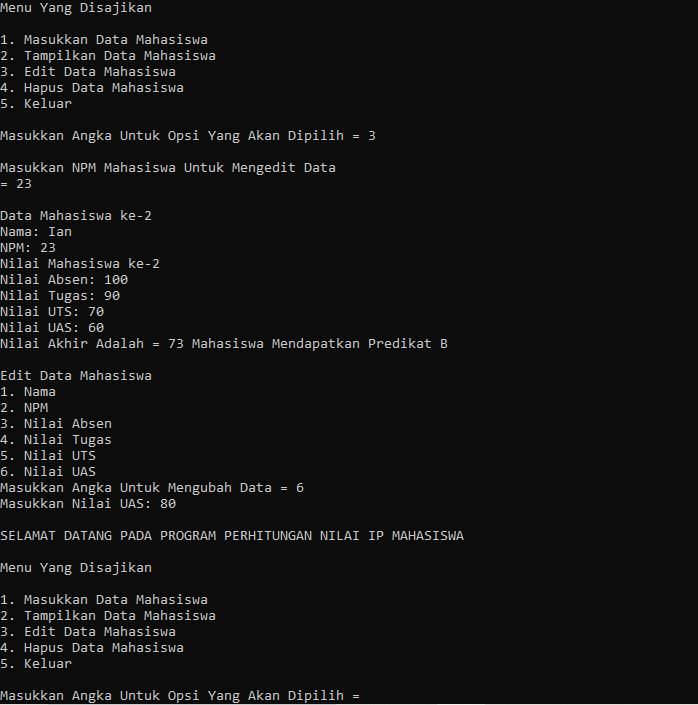 Menu Yang Disajikan
1. Masukkan Data Mahasiswa
2. Tampilkan Data Mahasiswa
3. Edit Data Mahasiswa
4. Hapus Data Mahasiswa
5. Keluar
Masukkan Angka Untuk Opsi Yang Akan Dipilih = 3
Masukkan NPM Mahasiswa Untuk Mengedit Data
= 23
Data Mahasiswa ke-2
Nama: Ian
NPM: 23
Nilai Mahasiswa ke-2
Nilai Absen: 100
Nilai Tugas: 90
Nilai UTS: 70
Nilai UAS: 60
Nilai Akhir Adalah = 73 Mahasiswa Mendapatkan Predikat B
Edit Data Mahasiswa
1. Nama
2. NPM
3. Nilai Absen
4. Nilai Tugas
5. Nilai UTS
6. Nilai UAS
Masukkan Angka Untuk Mengubah Data = 6
Masukkan Nilai UAS: 80
SELAMAT DATANG PADA PROGRAM PERHITUNGAN NILAI IP MAHASISWA
Menu Yang Disajikan
1. Masukkan Data Mahasiswa
2. Tampilkan Data Mahasiswa
3. Edit Data Mahasiswa
4. Hapus Data Mahasiswa
5. Keluar
Masukkan Angka Untuk Opsi Yang Akan Dipilih =